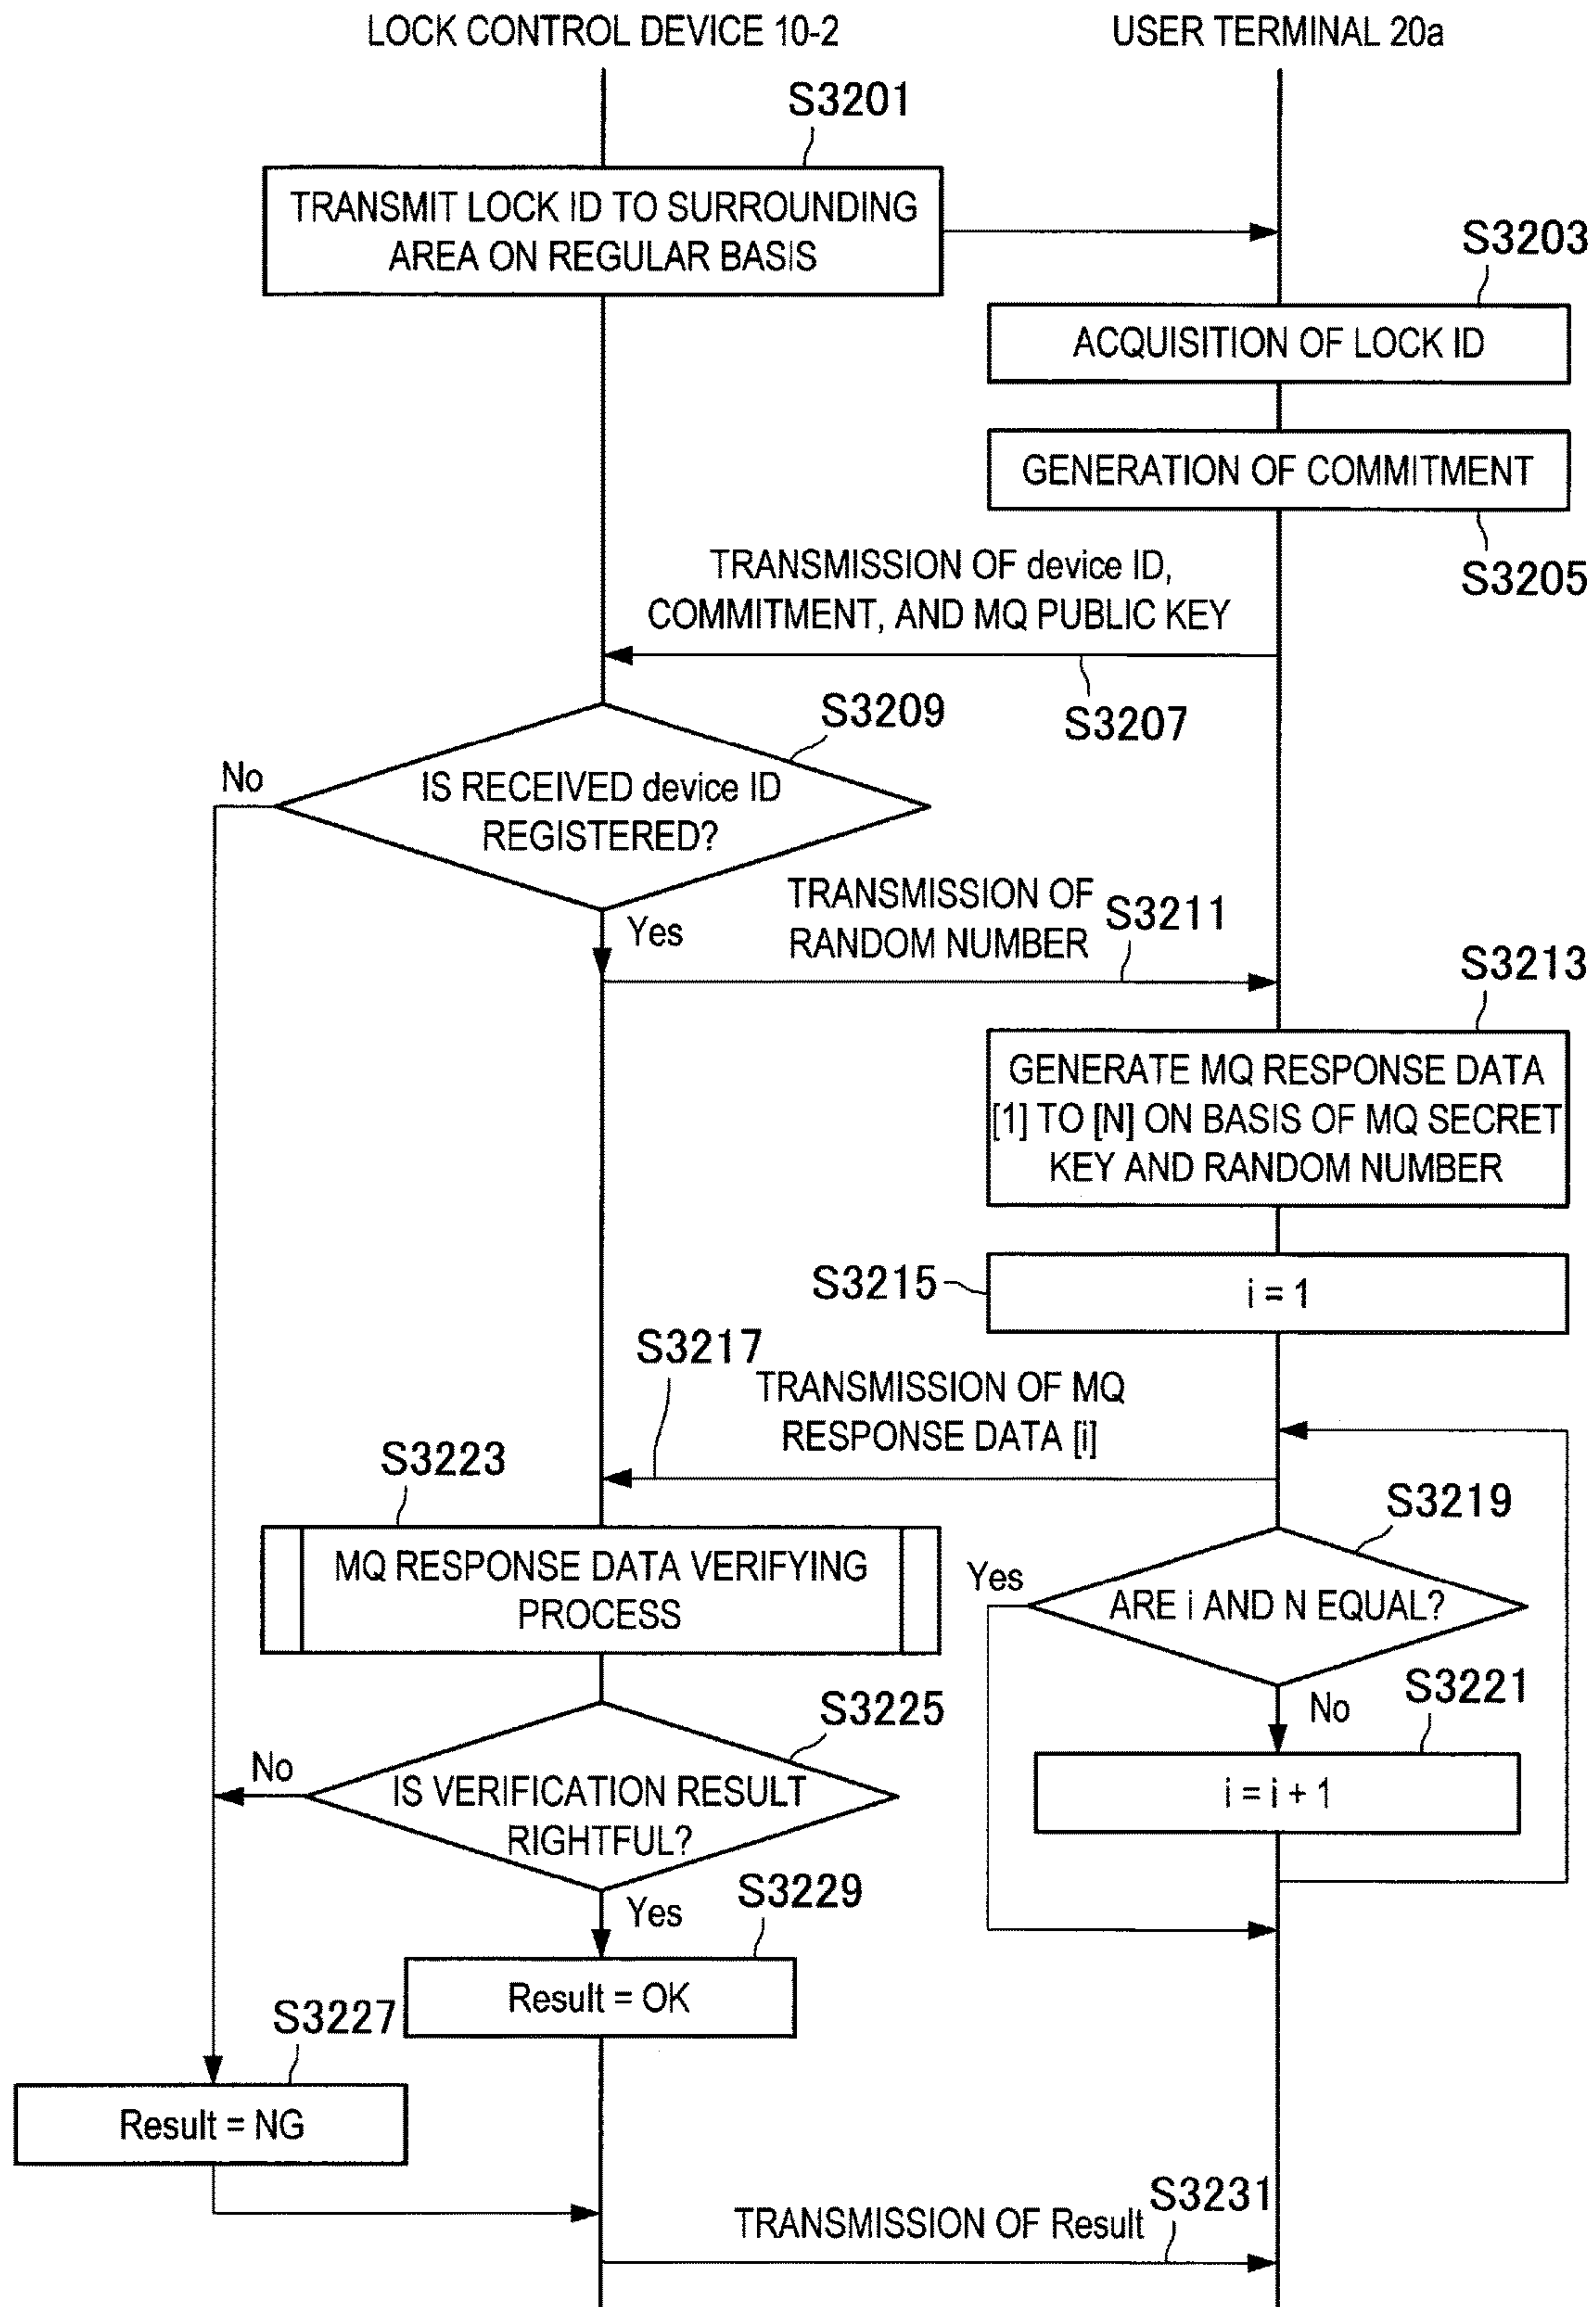 LOCK CONTROL DEVICE 10-2
USER TERMINAL 20a
S3201
TRANSMIT LOCK ID TO SURROUNDING
AREA ON REGULAR BASIS
S3203
ACQUISITION OF LOCK ID
GENERATION OF COMMITMENT
S3205
TRANSMISSION OF device ID,
COMMITMENT, AND MQ PUBLIC KEY
S3207
S3209
No
IS RECEIVED device ID
REGISTERED?
Yes
TRANSMISSION OF
RANDOM NUMBER
S3211
S3213
GENERATE MQ RESPONSE DATA
[1] TO [N] ON BASIS OF MQ SECRET
KEY AND RANDOM NUMBER
S3215
i = 1
S3217
TRANSMISSION OF MQ
RESPONSE DATA [i]
S3223
MQ RESPONSE DATA VERIFYING
PROCESS
S3219
Yes
ARE i AND N EQUAL?
No
S3221
i = i + 1
S3225
No
IS VERIFICATION RESULT
RIGHTFUL?
Yes
S3229
Result = OK
S3227
Result = NG
TRANSMISSION OF Result
S3231